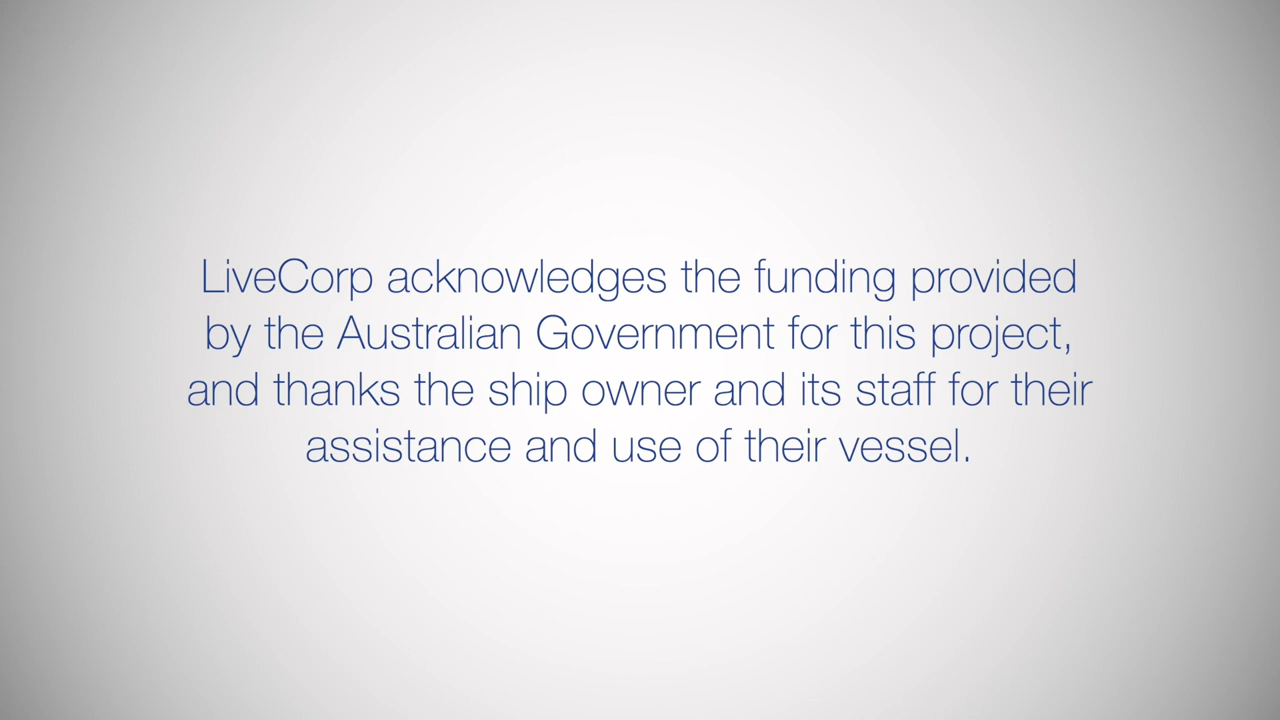 LiveCorp acknowledges the funding provided
by the Australian Government for this project,
and thanks the ship owner and its staff for their
assistance and use of their vessel.